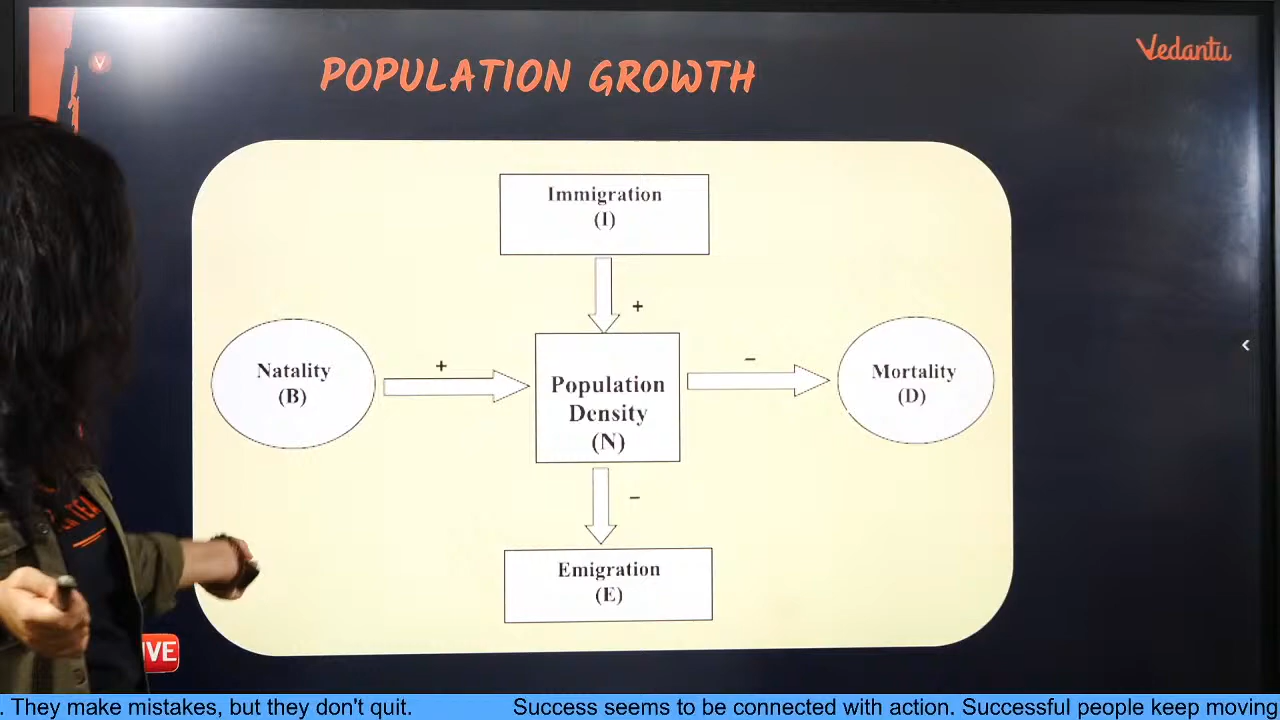 POPULATION GROWTH
Vedantu
V
Immigration
(I)
+
Natality
(B)
+
Population
Density
(N)
–
Mortality
(D)
–
Emigration
(E)
IVE
. They make mistakes, but they don't quit. Success seems to be connected with action. Successful people keep moving